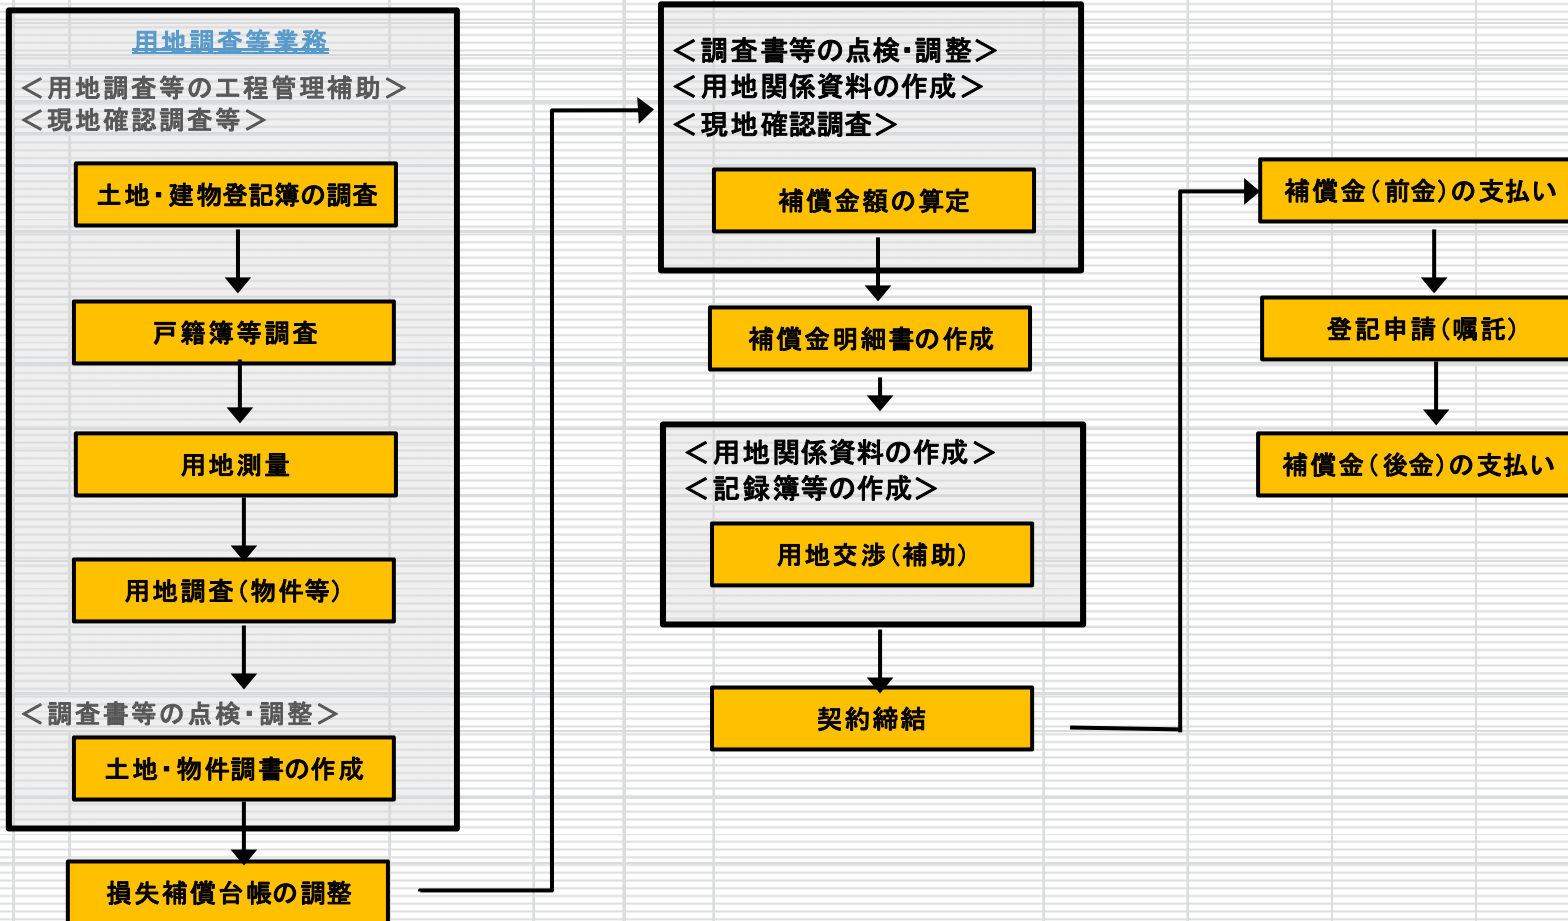 用地調査等業務
＜用地調査等の工程管理補助＞
＜現地確認調査等＞
土地・建物登記簿の調査
戸籍簿等調査
用地測量
用地調査(物件等)
＜調査書等の点検・調整＞
土地・物件調書の作成
損失補償台帳の調整
＜調査書等の点検・調整＞
＜用地関係資料の作成＞
＜現地確認調査＞
補償金額の算定
補償金明細書の作成
＜用地関係資料の作成＞
＜記録簿等の作成＞
用地交渉(補助)
契約締結
補償金(前金)の支払い
登記申請(嘱託)
補償金(後金)の支払い